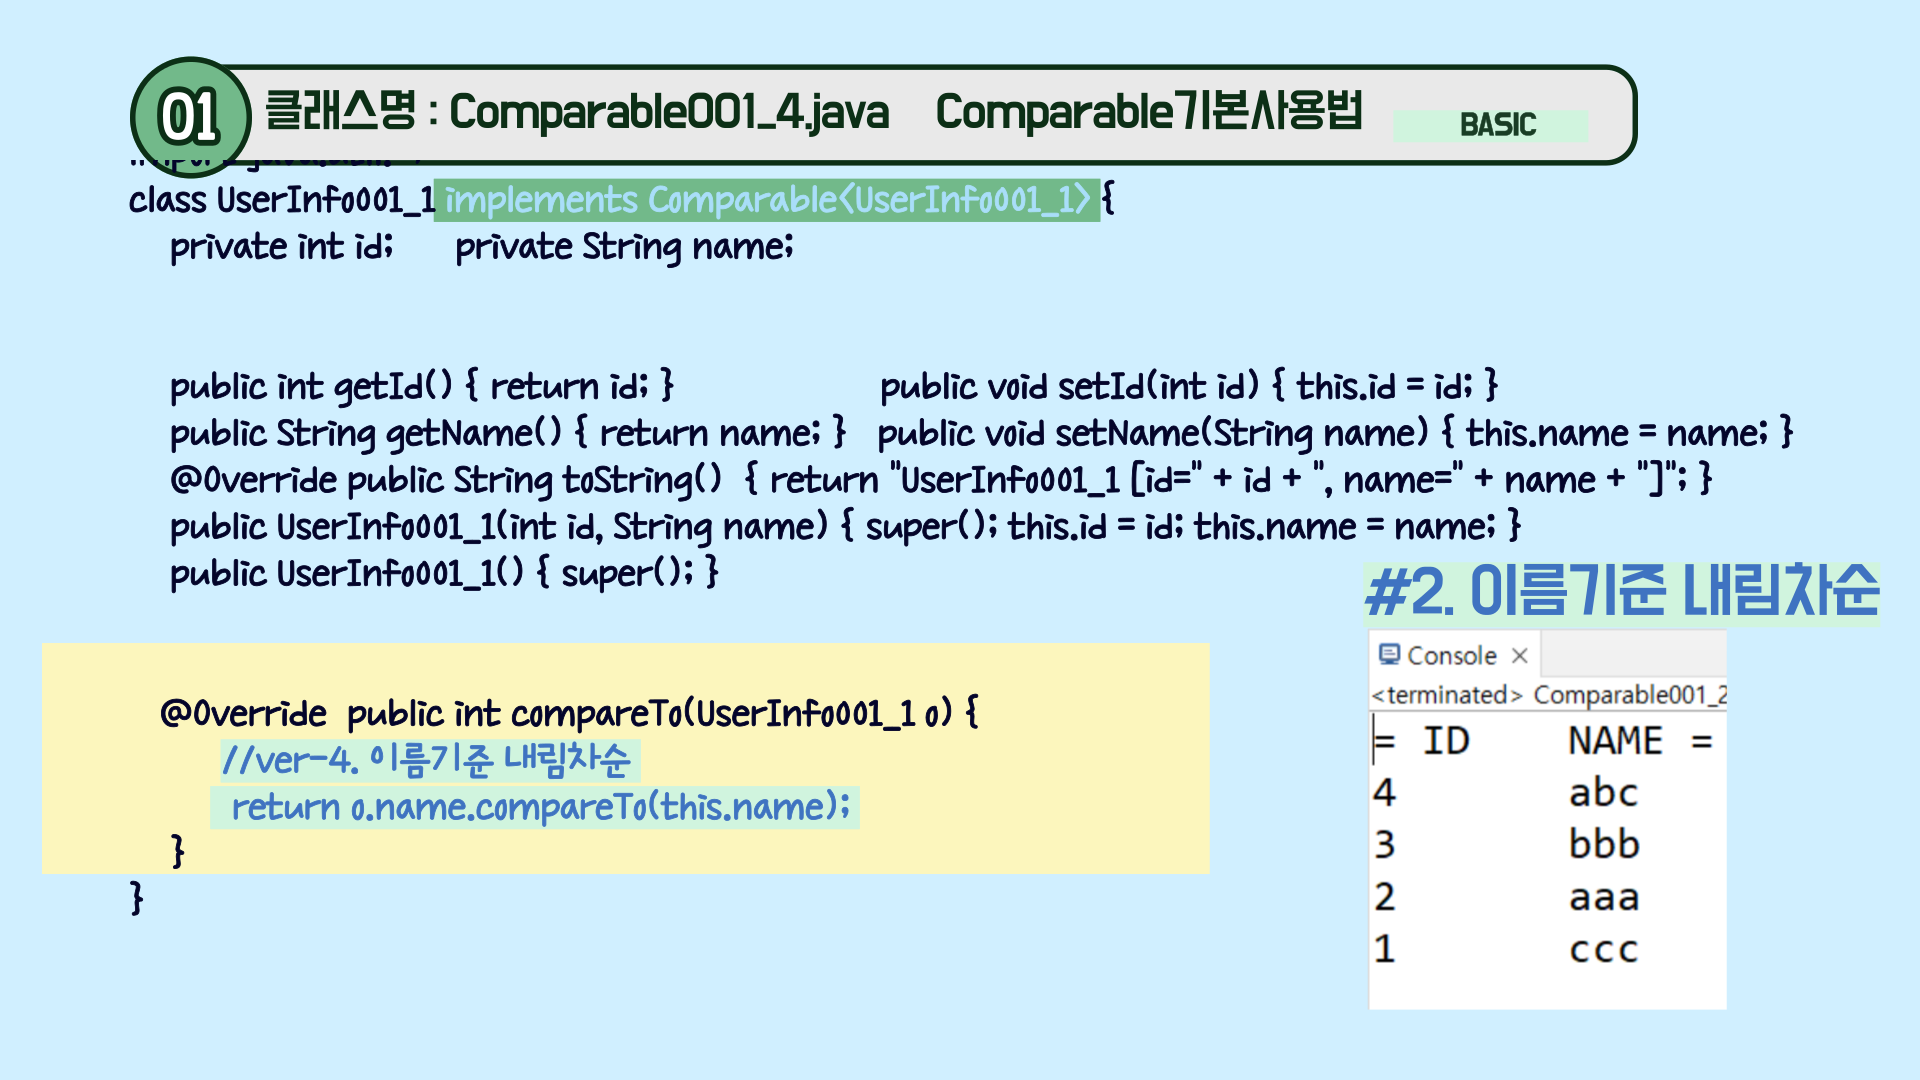 01 클래스명 : Comparable001_4.java Comparable기본사용법 BASIC
class UserInfo001_1 implements Comparable<UserInfo001_1> {
private int id; private String name;
public int getId() { return id; } public void setId(int id) { this.id = id; }
public String getName() { return name; } public void setName(String name) { this.name = name; }
@Override public String toString() { return "UserInfo001_1 [id=" + id + ", name=" + name + "]"; }
public UserInfo001_1(int id, String name) { super(); this.id = id; this.name = name; }
public UserInfo001_1() { super(); }
@Override public int compareTo(UserInfo001_1 o) {
//ver-4. 이름기준 내림차순
return o.name.compareTo(this.name);
}
}
#2. 이름기준 내림차순
Console
<terminated> Comparable001_2
= ID NAME =
4 abc
3 bbb
2 aaa
1 ccc